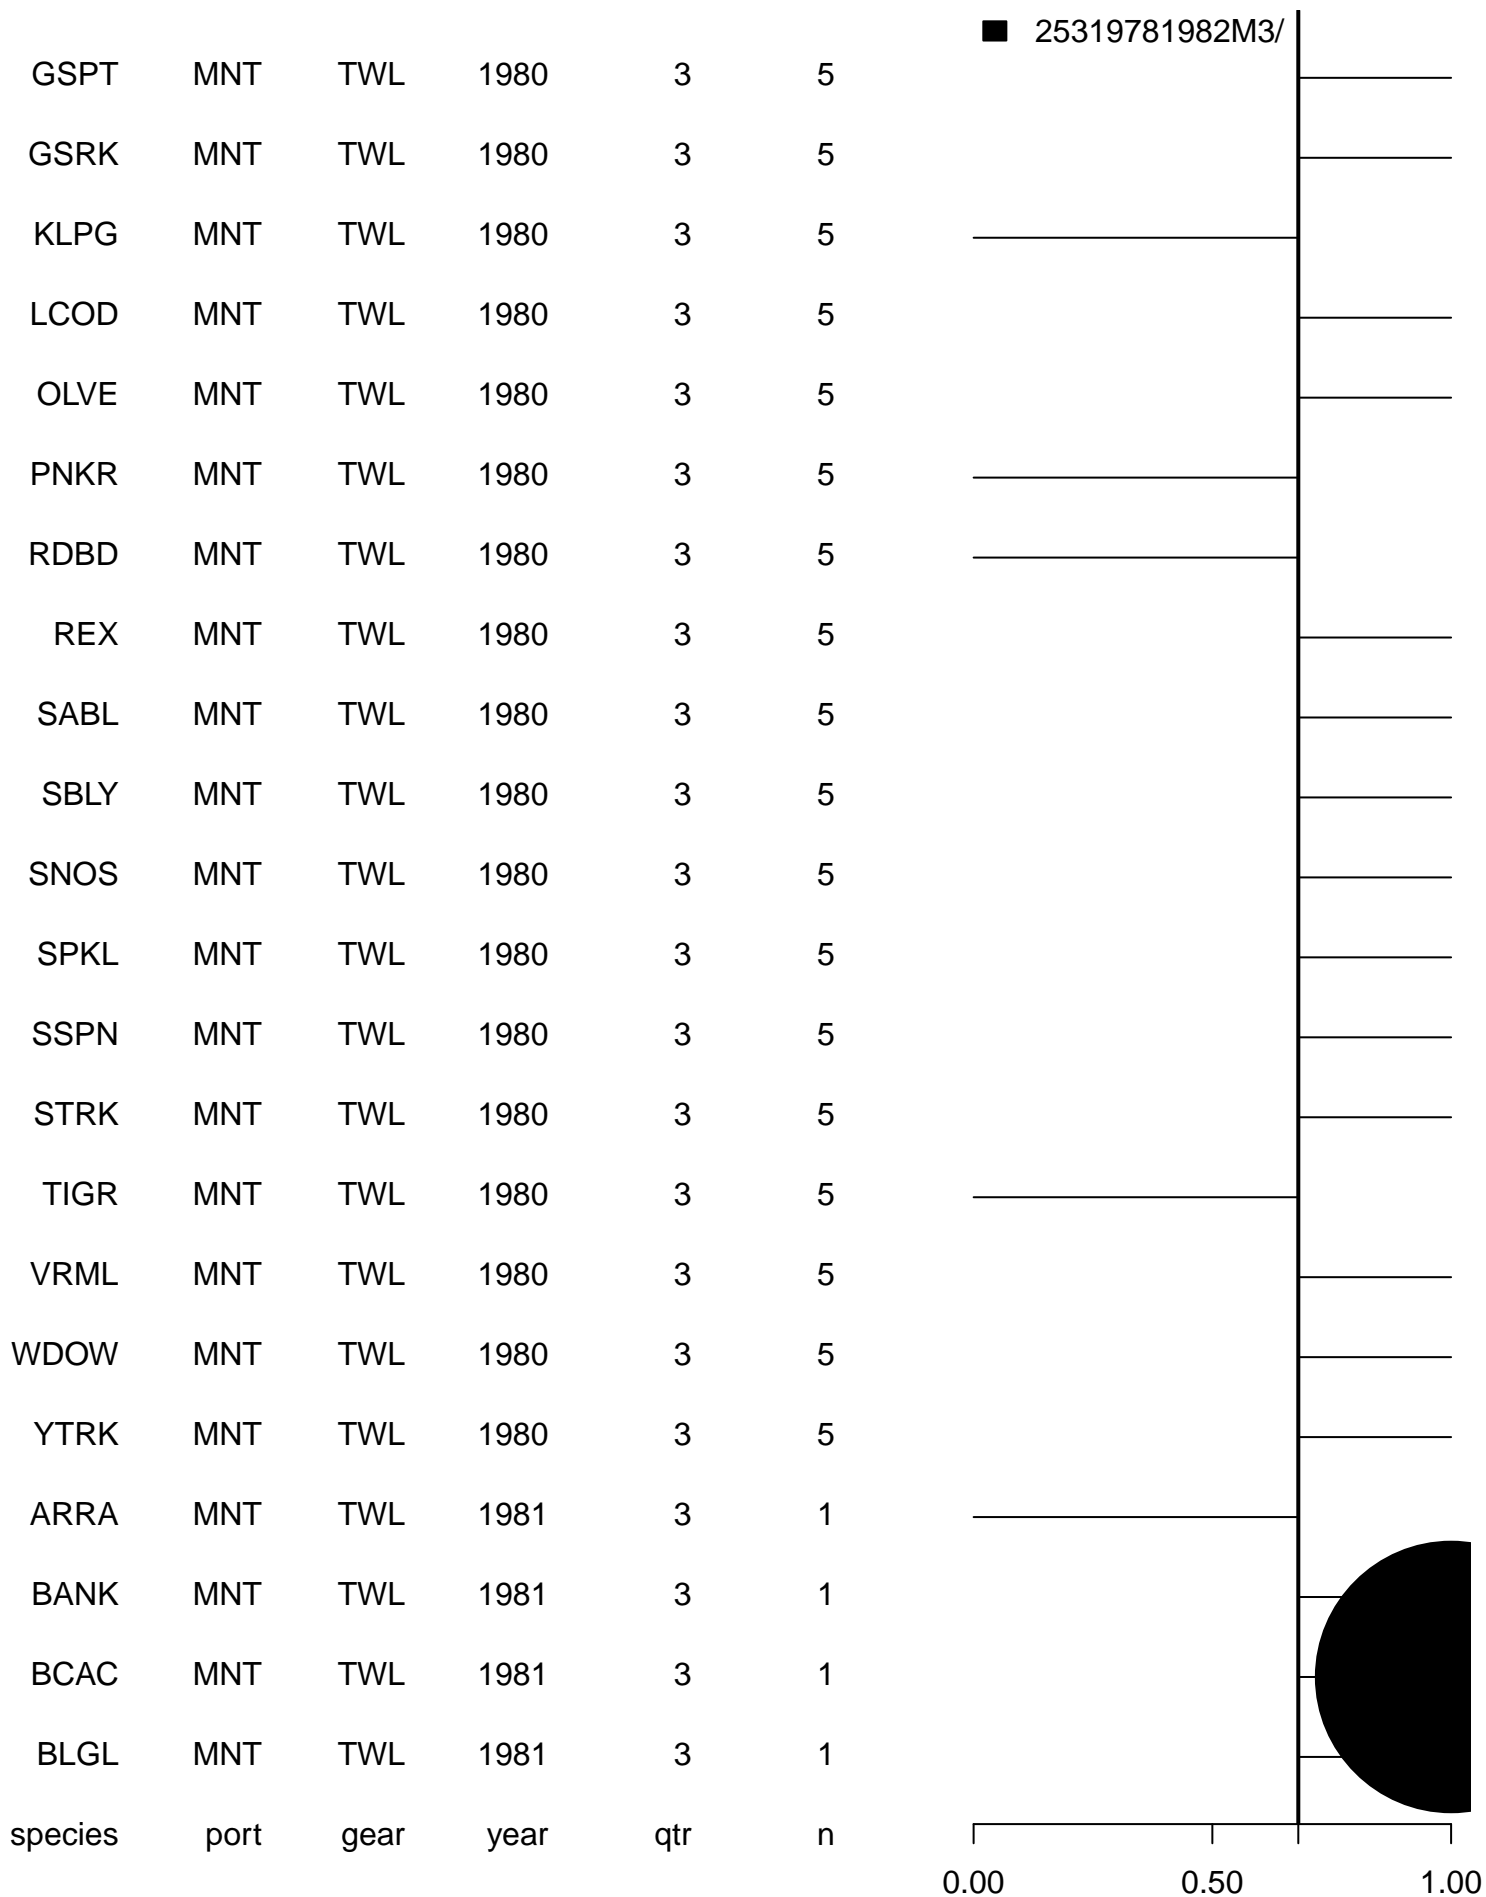 25319781982M3/
GSPT MNT TWL 1980 3 5
GSRK MNT TWL 1980 3 5
KLPG MNT TWL 1980 3 5
LCOD MNT TWL 1980 3 5
OLVE MNT TWL 1980 3 5
PNKR MNT TWL 1980 3 5
RDBD MNT TWL 1980 3 5
REX MNT TWL 1980 3 5
SABL MNT TWL 1980 3 5
SBLY MNT TWL 1980 3 5
SNOS MNT TWL 1980 3 5
SPKL MNT TWL 1980 3 5
SSPN MNT TWL 1980 3 5
STRK MNT TWL 1980 3 5
TIGR MNT TWL 1980 3 5
VRML MNT TWL 1980 3 5
WDOW MNT TWL 1980 3 5
YTRK MNT TWL 1980 3 5
ARRA MNT TWL 1981 3 1
BANK MNT TWL 1981 3 1
BCAC MNT TWL 1981 3 1
BLGL MNT TWL 1981 3 1
species port gear year qtr n
0.00 0.50 1.00